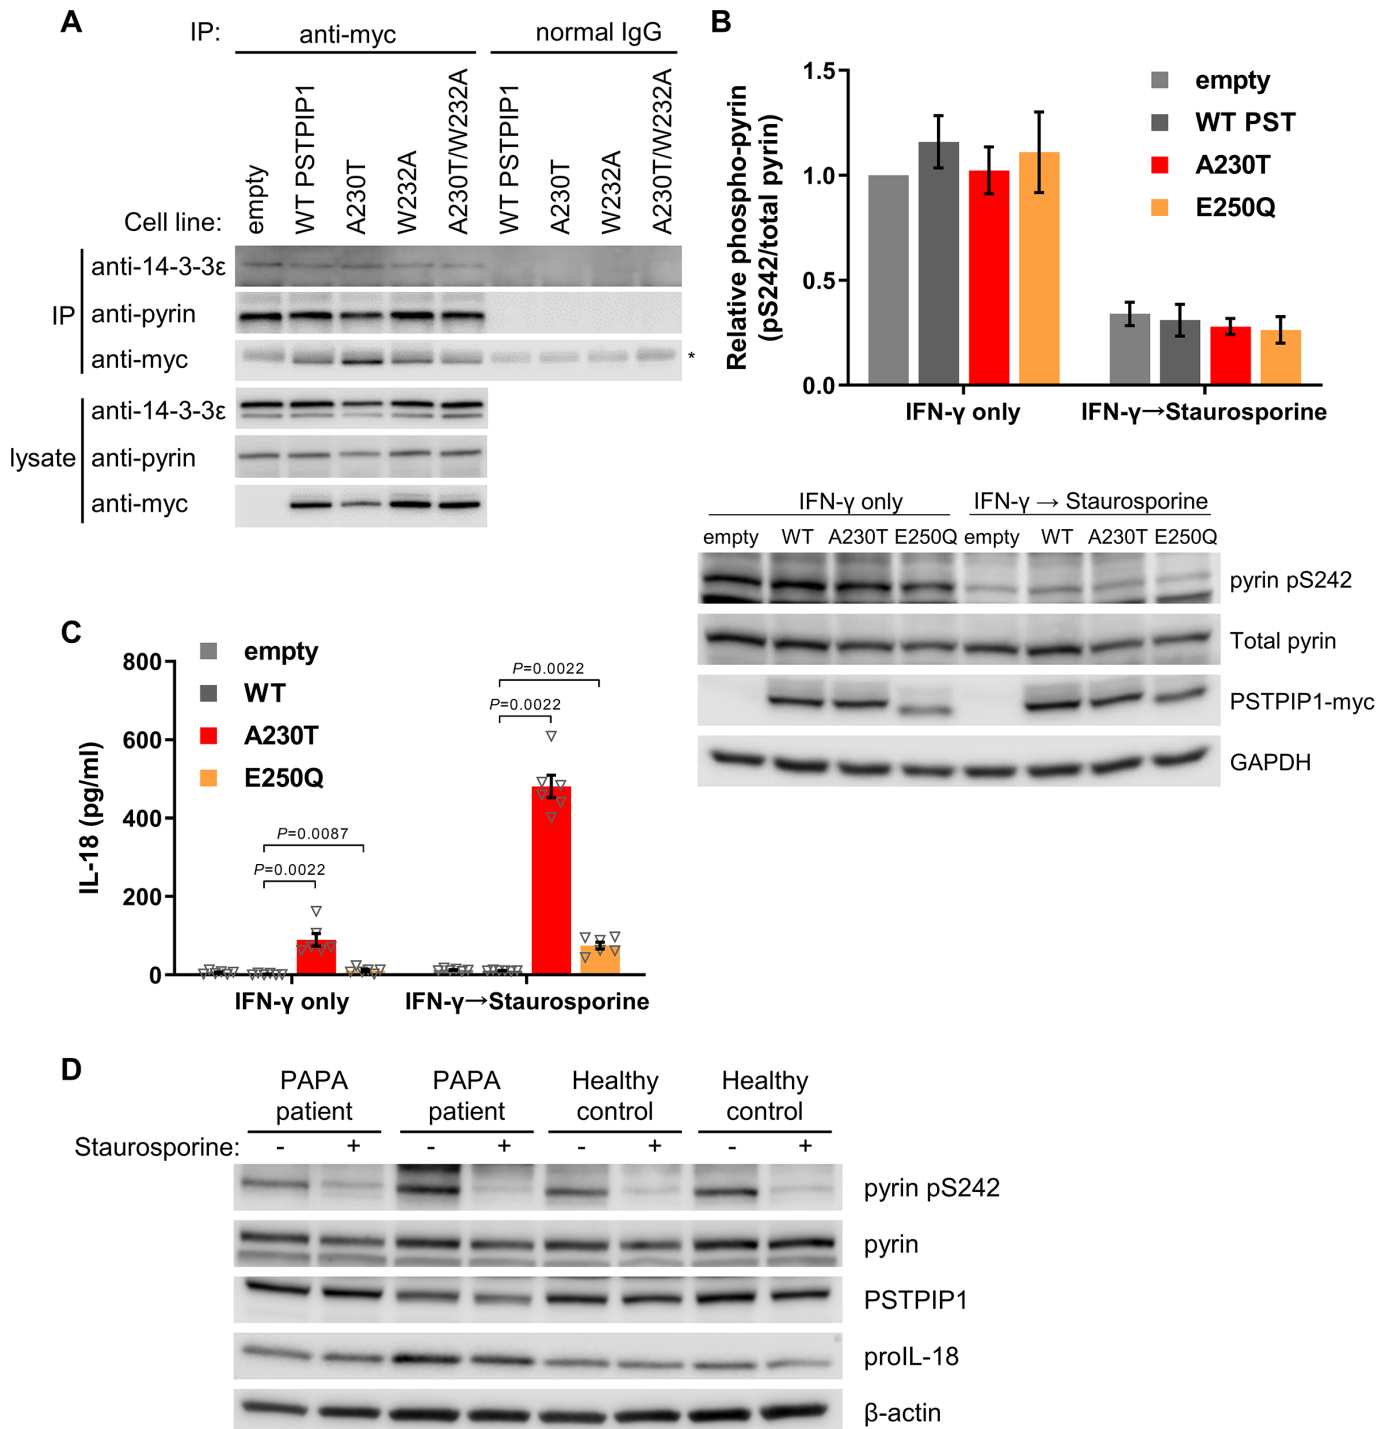 A
IP: anti-myc normal IgG
Cell line: empty WT PSTPIP1 A230T W232A A230T/W232A WT PSTPIP1 A230T W232A A230T/W232A
IP
anti-14-3-3ε
anti-pyrin
anti-myc *
lysate
anti-14-3-3ε
anti-pyrin
anti-myc
B
Relative phospho-pyrin
(pS242/total pyrin)
1.5
1.0
0.5
0.0
empty
WT PST
A230T
E250Q
IFN-γ only IFN-γ→Staurosporine
IFN-γ only IFN-γ → Staurosporine
empty WT A230T E250Q empty WT A230T E250Q
pyrin pS242
Total pyrin
PSTPIP1-myc
GAPDH
C
IL-18 (pg/ml)
800
600
400
200
0
empty
WT
A230T
E250Q
P=0.0087
P=0.0022
P=0.0022
P=0.0022
IFN-γ only IFN-γ→Staurosporine
D
PAPA PAPA Healthy Healthy
patient patient control control
Staurosporine: - + - + - + - +
pyrin pS242
pyrin
PSTPIP1
proIL-18
β-actin